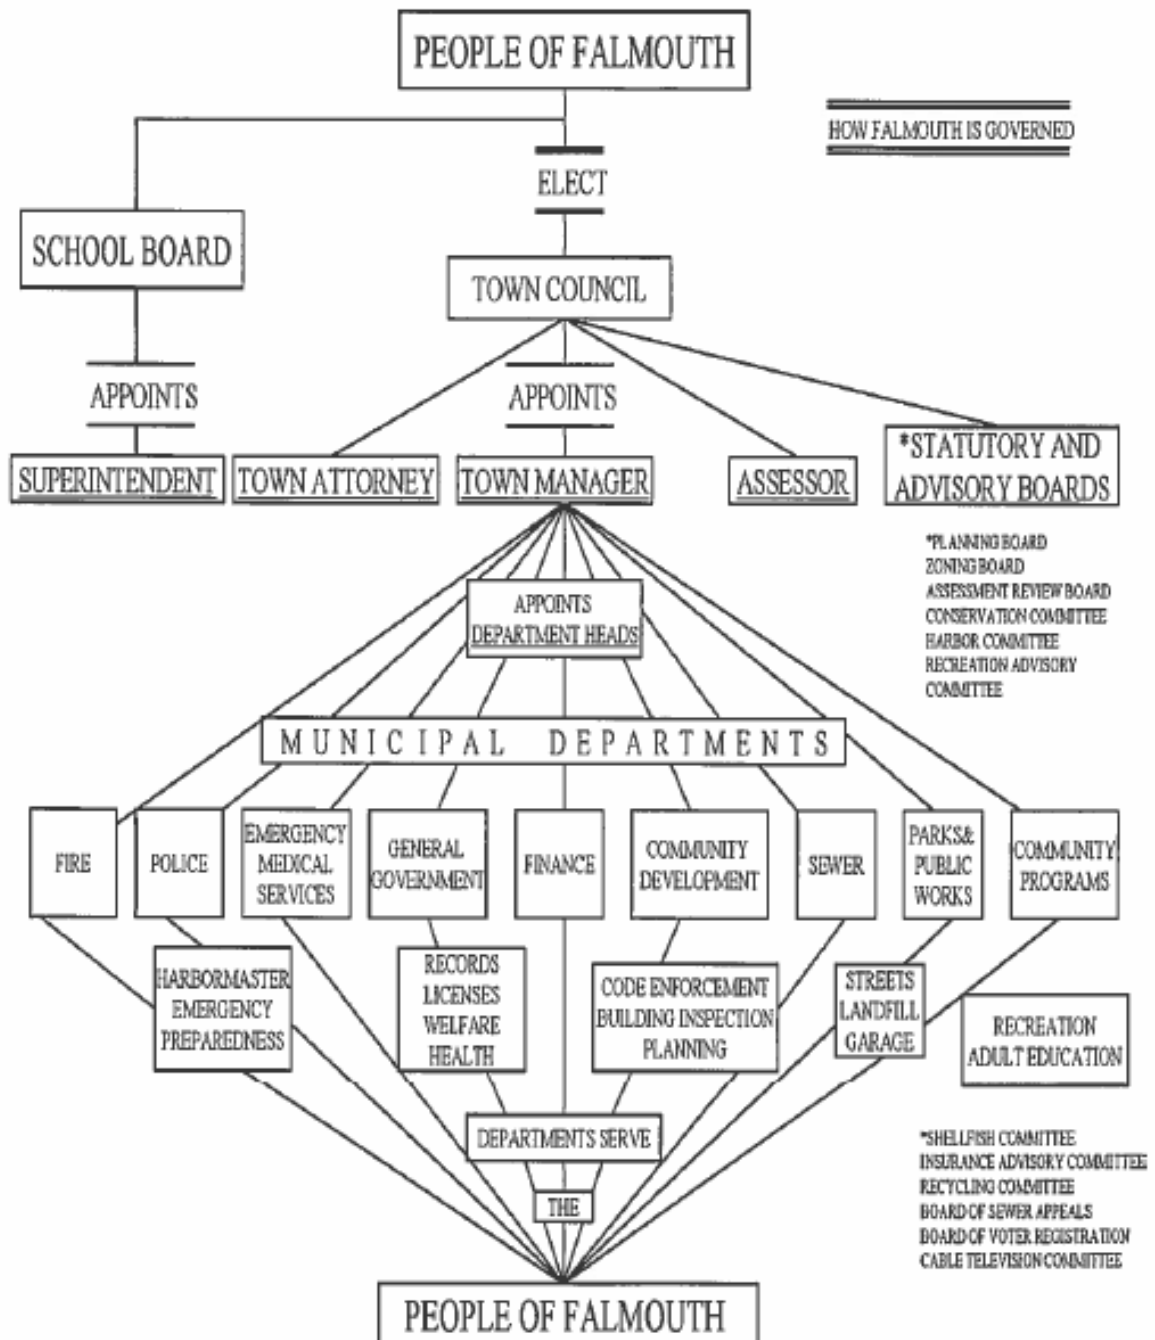 PEOPLE OF FALMOUTH
HOW FALMOUTH IS GOVERNED
ELECT
SCHOOL BOARD
TOWN COUNCIL
APPOINTS
APPOINTS
SUPERINTENDENT
TOWN ATTORNEY
TOWN MANAGER
ASSESSOR
*STATUTORY AND
ADVISORY BOARDS
*PLANNING BOARD
ZONING BOARD
ASSESSMENT REVIEW BOARD
CONSERVATION COMMITTEE
HARBOR COMMITTEE
RECREATION ADVISORY
COMMITTEE
APPOINTS
DEPARTMENT HEADS
MUNICIPAL DEPARTMENTS
FIRE
POLICE
EMERGENCY
MEDICAL
SERVICES
GENERAL
GOVERNMENT
FINANCE
COMMUNITY
DEVELOPMENT
SEWER
PARKS&
PUBLIC
WORKS
COMMUNITY
PROGRAMS
HARBORMASTER
EMERGENCY
PREPAREDNESS
RECORDS
LICENSES
WELFARE
HEALTH
CODE ENFORCEMENT
BUILDING INSPECTION
PLANNING
STREETS
LANDFILL
GARAGE
RECREATION
ADULT EDUCATION
DEPARTMENTS SERVE
THE
*SHELLFISH COMMITTEE
INSURANCE ADVISORY COMMITTEE
RECYCLING COMMITTEE
BOARD OF SEWER APPEALS
BOARD OF VOTER REGISTRATION
CABLE TELEVISION COMMITTEE
PEOPLE OF FALMOUTH